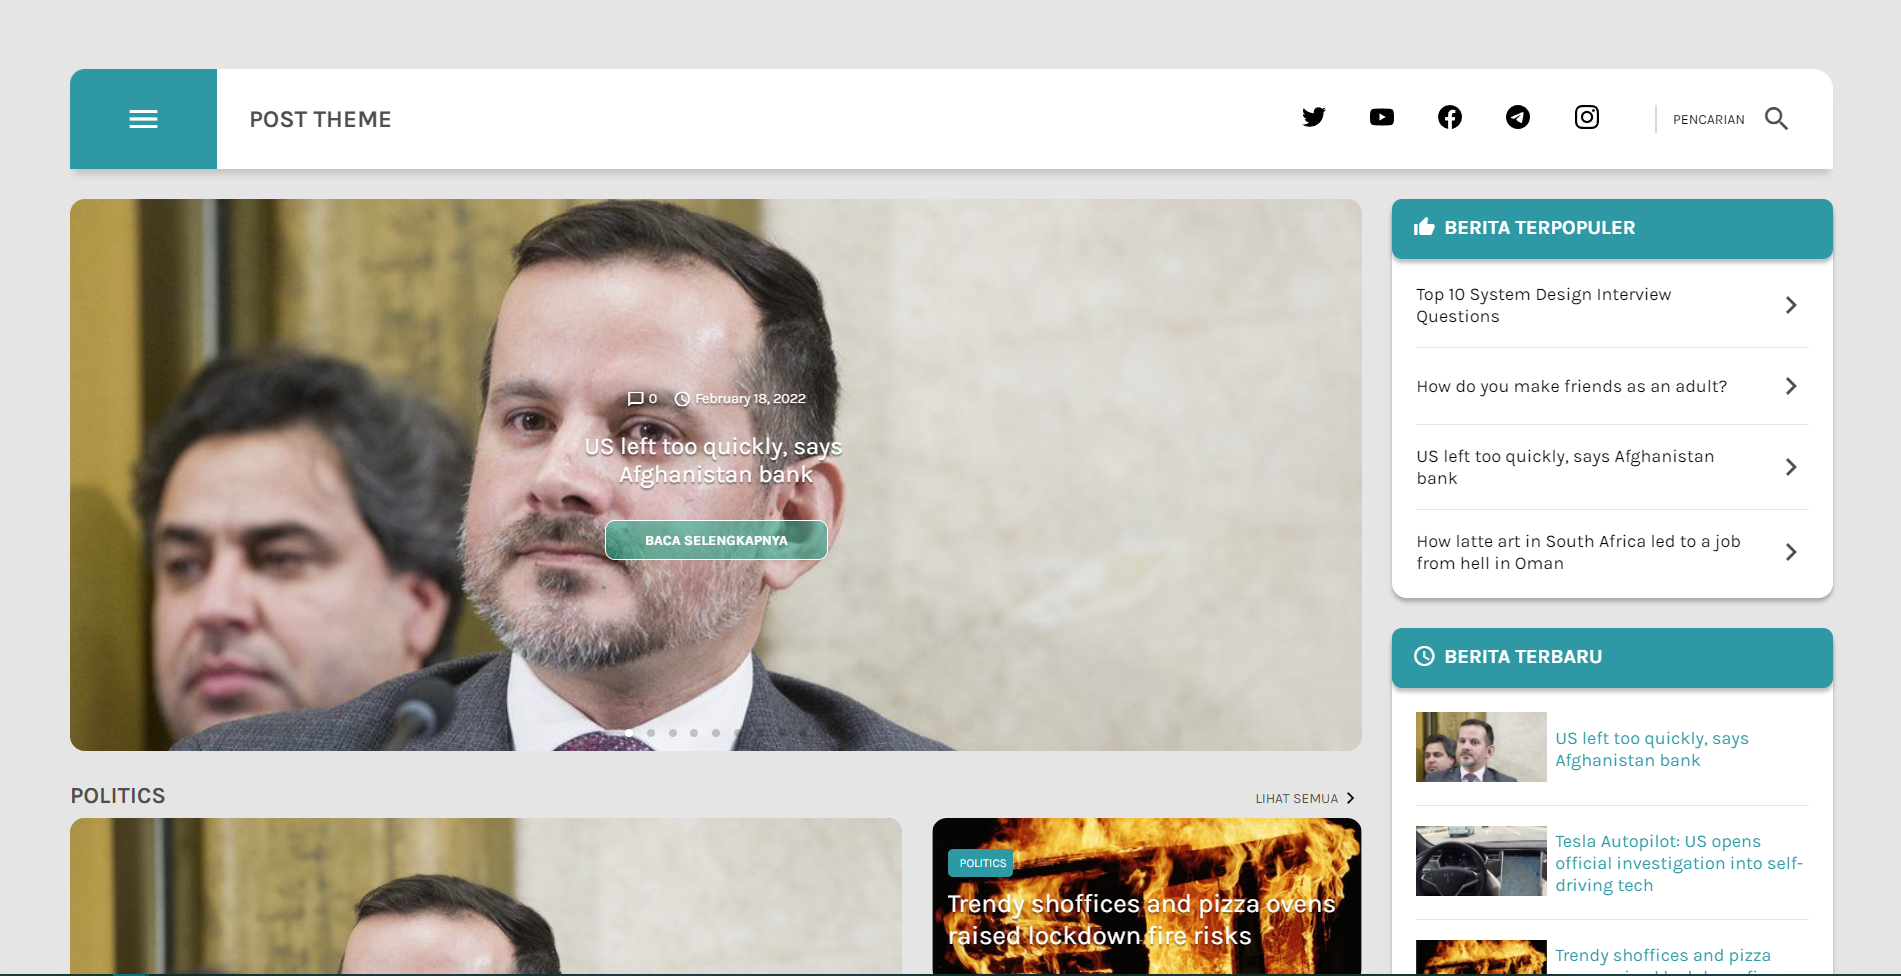 POST THEME
PENCARIAN
0 February 18, 2022
US left too quickly, says
Afghanistan bank
BACA SELENGKAPNYA
POLITICS
LIHAT SEMUA
POLITICS
Trendy shoffices and pizza ovens
raised lockdown fire risks
BERITA TERPOPULER
Top 10 System Design Interview
Questions
How do you make friends as an adult?
US left too quickly, says Afghanistan
bank
How latte art in South Africa led to a job
from hell in Oman
BERITA TERBARU
US left too quickly, says
Afghanistan bank
Tesla Autopilot: US opens
official investigation into self-
driving tech
Trendy shoffices and pizza